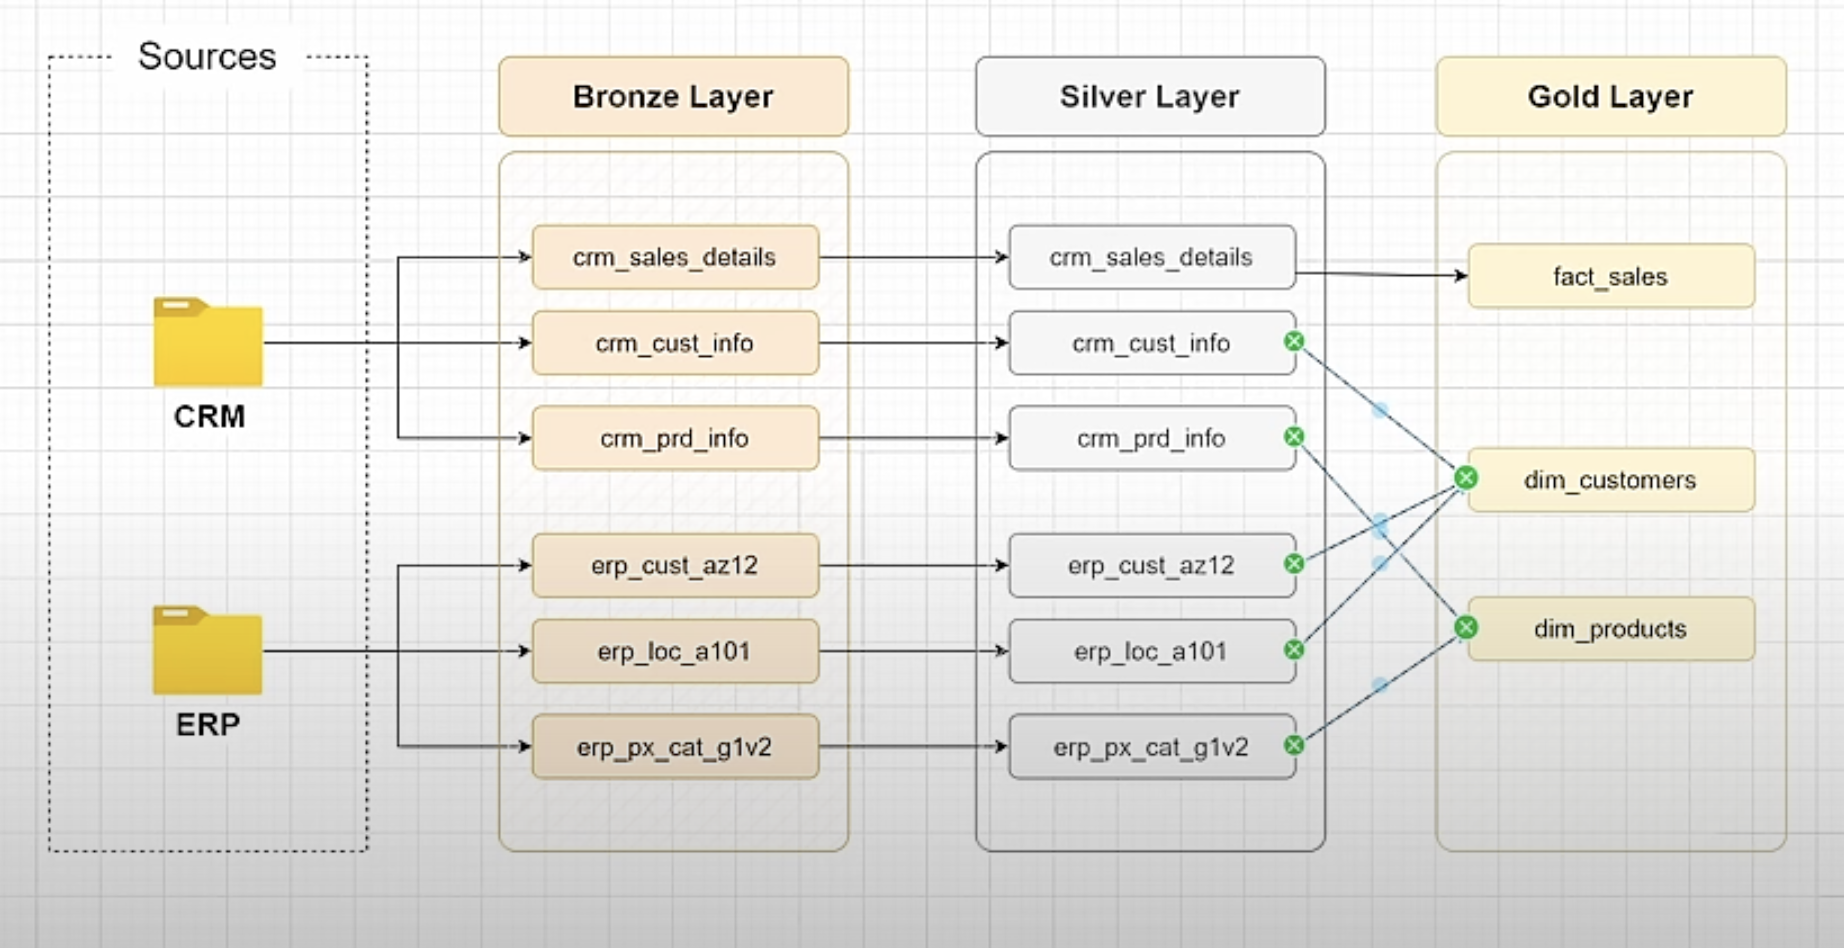 Sources
Bronze Layer
Silver Layer
Gold Layer
CRM
ERP
crm_sales_details
crm_cust_info
crm_prd_info
erp_cust_az12
erp_loc_a101
erp_px_cat_g1v2
crm_sales_details
crm_cust_info
crm_prd_info
erp_cust_az12
erp_loc_a101
erp_px_cat_g1v2
fact_sales
dim_customers
dim_products